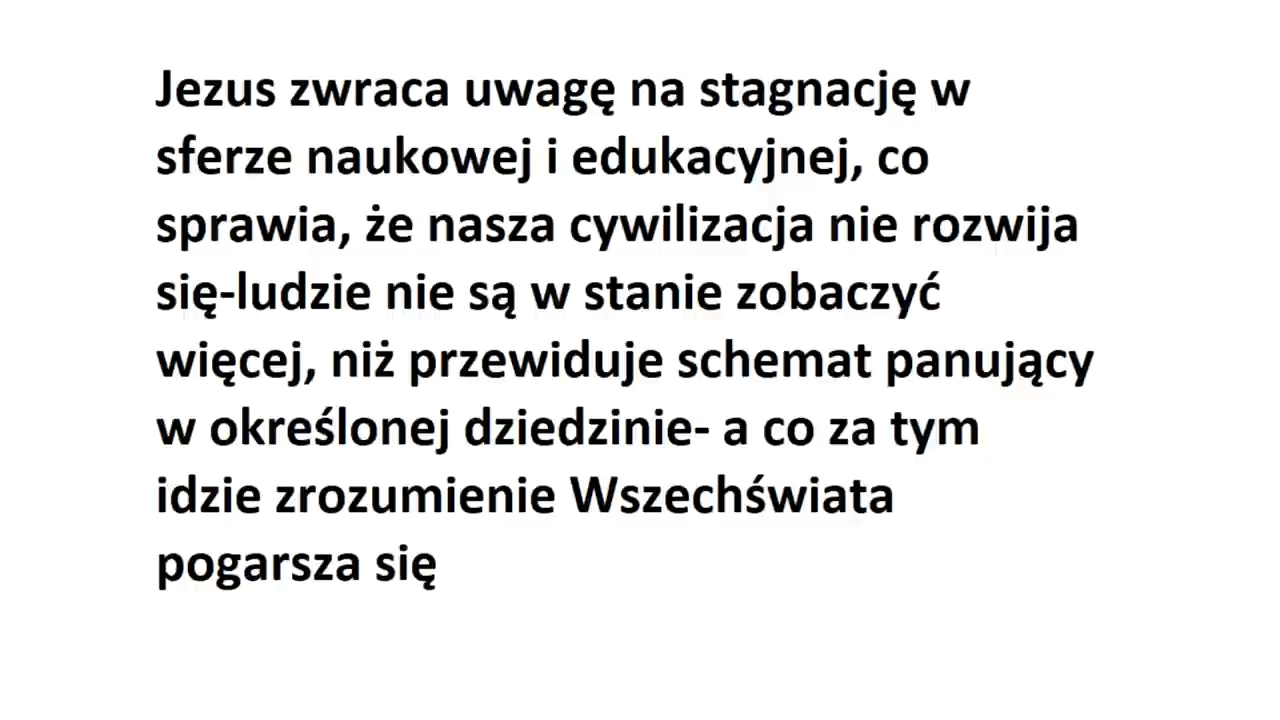 Jezus zwraca uwagę na stagnację w
sferze naukowej i edukacyjnej, co
sprawia, że nasza cywilizacja nie rozwija
się-ludzie nie są w stanie zobaczyć
więcej, niż przewiduje schemat panujący
w określonej dziedzinie- a co za tym
idzie zrozumienie Wszechświata
pogarsza się